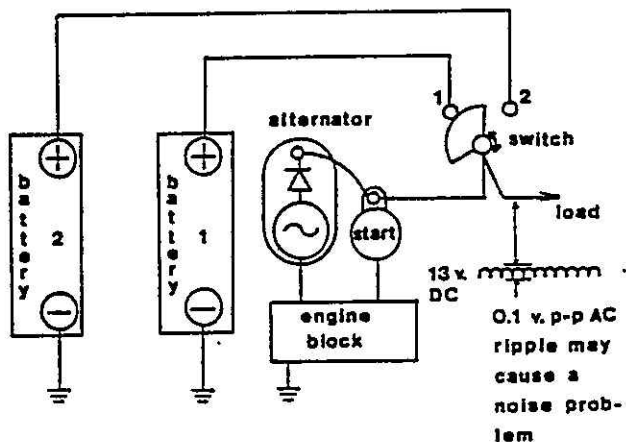 1
2
alternator
switch
battery
2
battery
1
start
load
13 v.
DC
engine
block
0.1 v. p-p AC
ripple may
cause a
noise prob-
lem